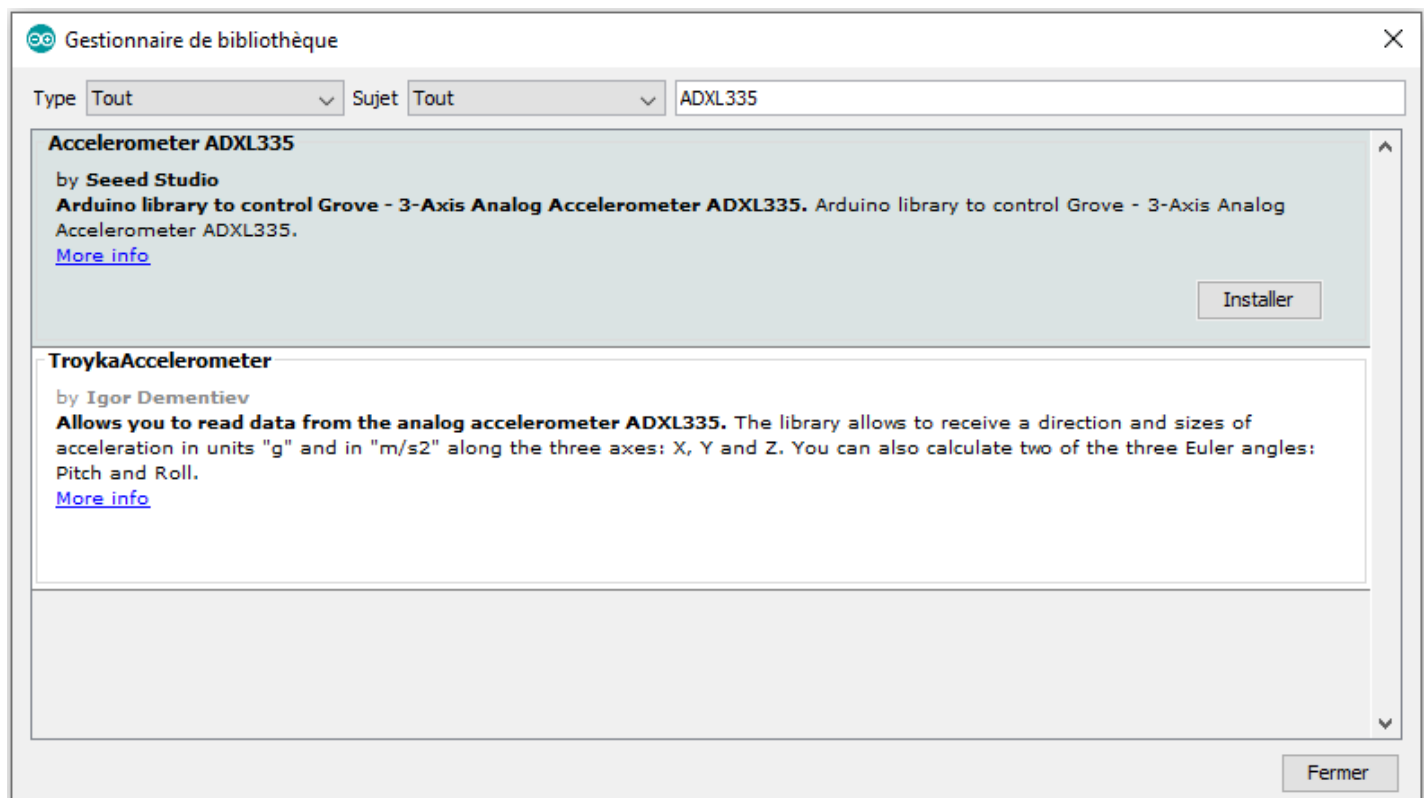 Gestionnaire de bibliothèque
Type Tout Sujet Tout ADXL335
Accelerometer ADXL335
by Seeed Studio
Arduino library to control Grove - 3-Axis Analog Accelerometer ADXL335. Arduino library to control Grove - 3-Axis Analog
Accelerometer ADXL335.
More info
Installer
TroykaAccelerometer
by Igor Dementiev
Allows you to read data from the analog accelerometer ADXL335. The library allows to receive a direction and sizes of
acceleration in units "g" and in "m/s2" along the three axes: X, Y and Z. You can also calculate two of the three Euler angles:
Pitch and Roll.
More info
Fermer